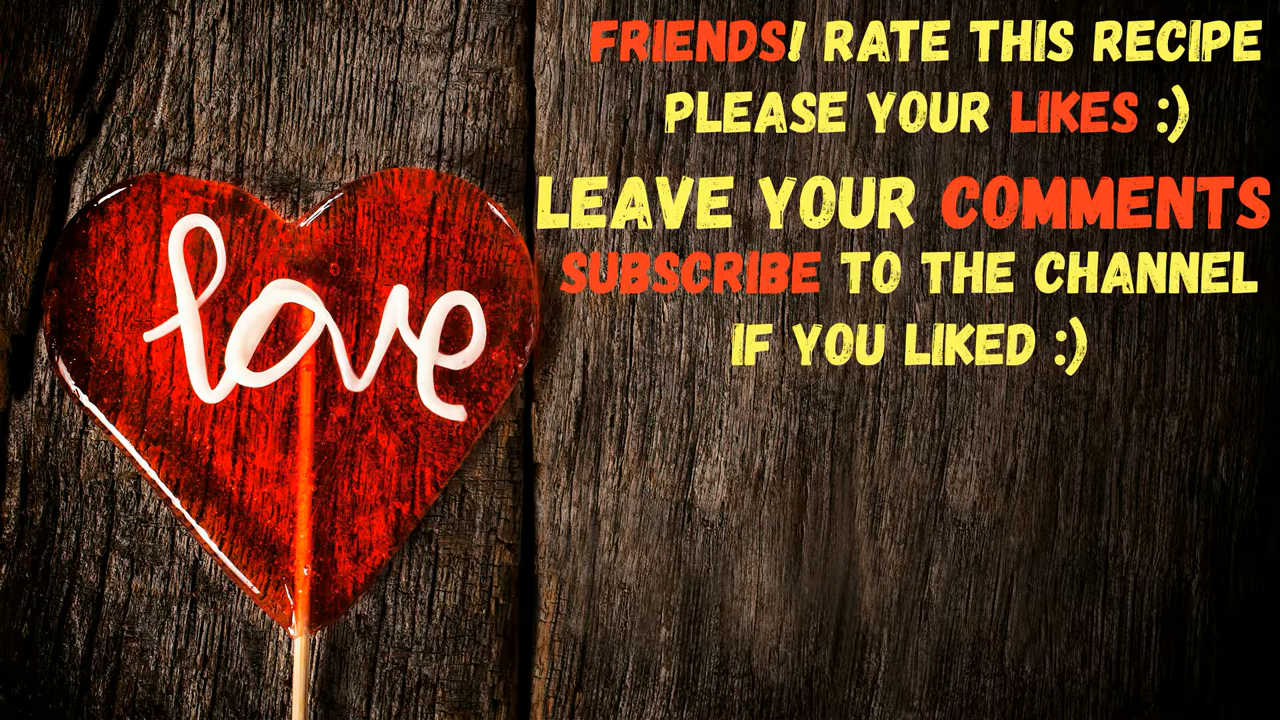 FRIENDS! RATE THIS RECIPE
PLEASE YOUR LIKES :)
LEAVE YOUR COMMENTS
SUBSCRIBE TO THE CHANNEL
IF YOU LIKED :)
love